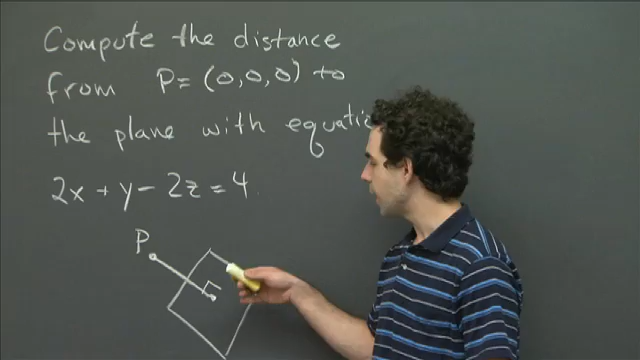 Compute the distance
from P = (0,0,0) to
the plane with
2x + y - 2z = 4
P